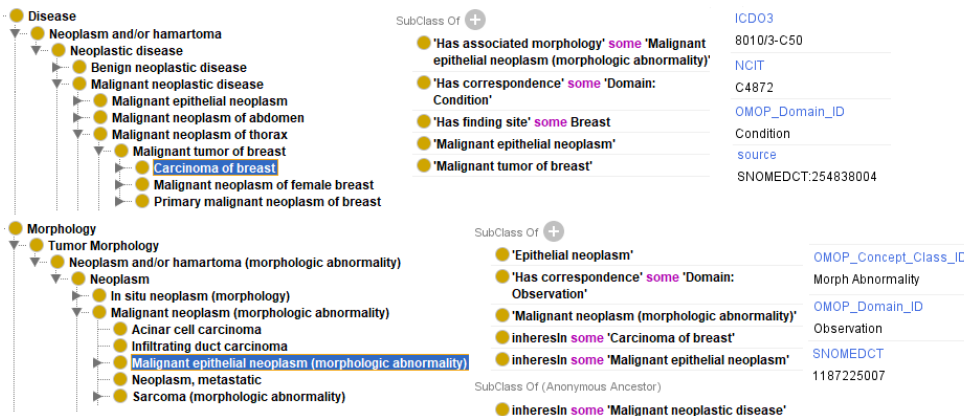 Disease
Neoplasm and/or hamartoma
Neoplastic disease
Benign neoplastic disease
Malignant neoplastic disease
Malignant epithelial neoplasm
Malignant neoplasm of abdomen
Malignant neoplasm of thorax
Malignant tumor of breast
Carcinoma of breast
Malignant neoplasm of female breast
Primary malignant neoplasm of breast
SubClass Of
'Has associated morphology' some 'Malignant
epithelial neoplasm (morphologic abnormality)'
'Has correspondence' some 'Domain:
Condition'
'Has finding site' some Breast
'Malignant epithelial neoplasm'
'Malignant tumor of breast'
ICDO3
8010/3-C50
NCIT
C4872
OMOP_Domain_ID
Condition
source
SNOMEDCT:254838004
Morphology
Tumor Morphology
Neoplasm and/or hamartoma (morphologic abnormality)
Neoplasm
In situ neoplasm (morphology)
Malignant neoplasm (morphologic abnormality)
Acinar cell carcinoma
Infiltrating duct carcinoma
Malignant epithelial neoplasm (morphologic abnormality)
Neoplasm, metastatic
Sarcoma (morphologic abnormality)
SubClass Of
'Epithelial neoplasm'
'Has correspondence' some 'Domain:
Observation'
'Malignant neoplasm (morphologic abnormality)'
inheresIn some 'Carcinoma of breast'
inheresIn some 'Malignant epithelial neoplasm'
SubClass Of (Anonymous Ancestor)
inheresIn some 'Malignant neoplastic disease'
OMOP_Concept_Class_ID
Morph Abnormality
OMOP_Domain_ID
Observation
SNOMEDCT
1187225007